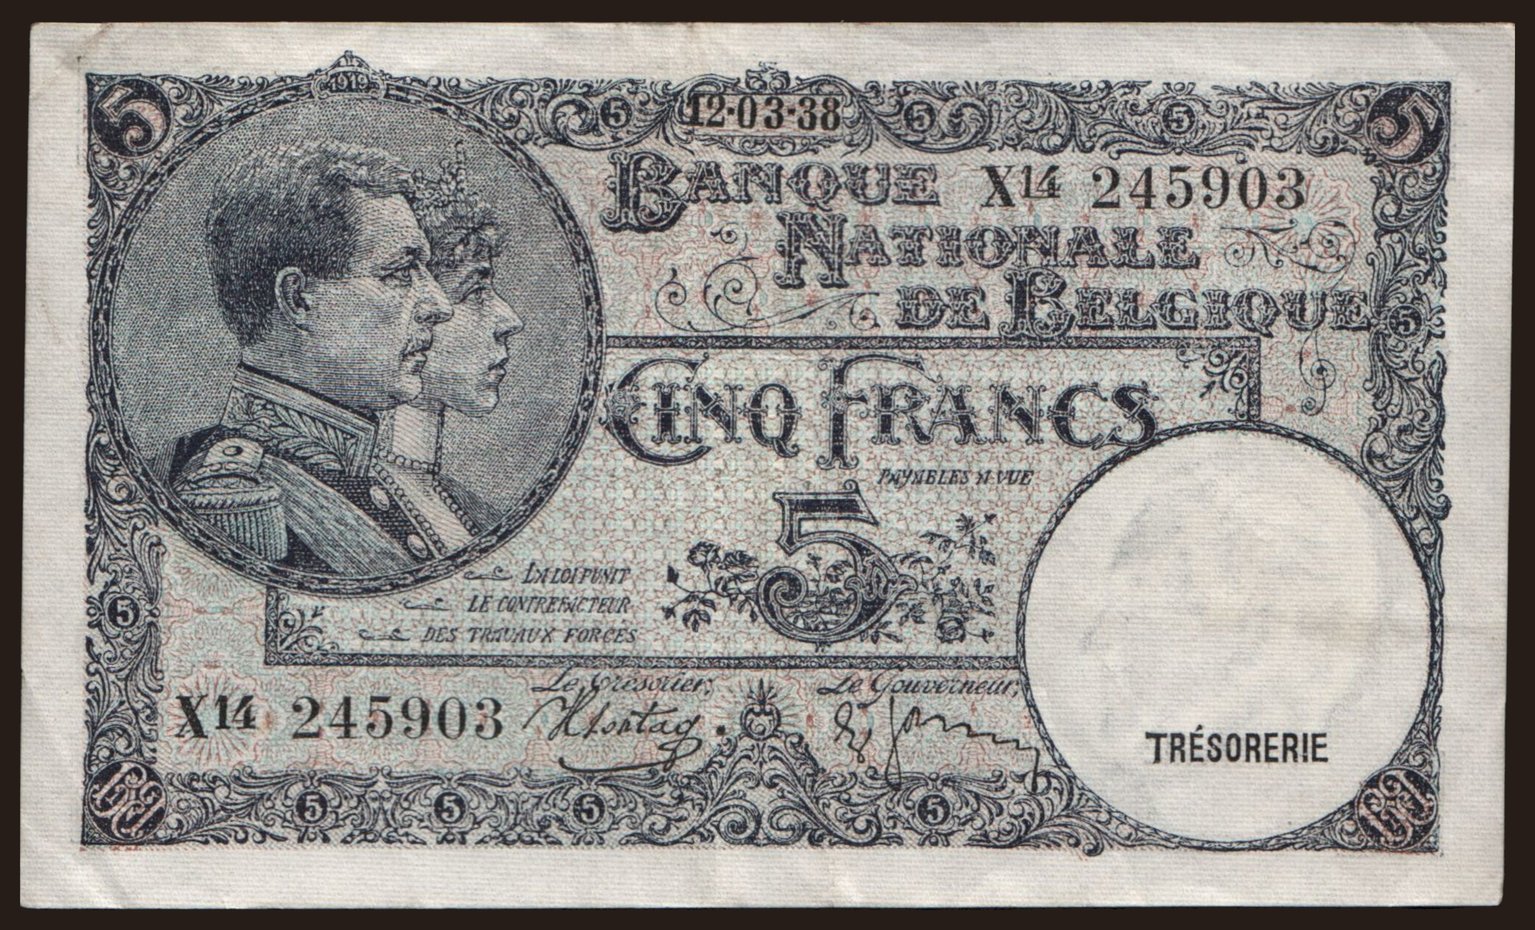 1919
5
5
5
5
5
12-03-38
BANQUE X14 245903
NATIONALE
DE BELGIQUE
5
CINQ FRANCS
PAYABLES A VUE
5
LA LOI PUNIT
LE CONTREFACTEUR
DES TRAVAUX FORCÉS
5
Le Trésorier, Le Gouverneur,
X14 245903
TRÉSORERIE
5
5
5
5